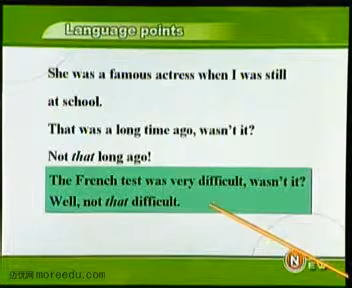 Language points
She was a famous actress when I was still
at school.
That was a long time ago, wasn't it?
Not that long ago!
The French test was very difficult, wasn't it?
Well, not that difficult.
N
moreedu.com